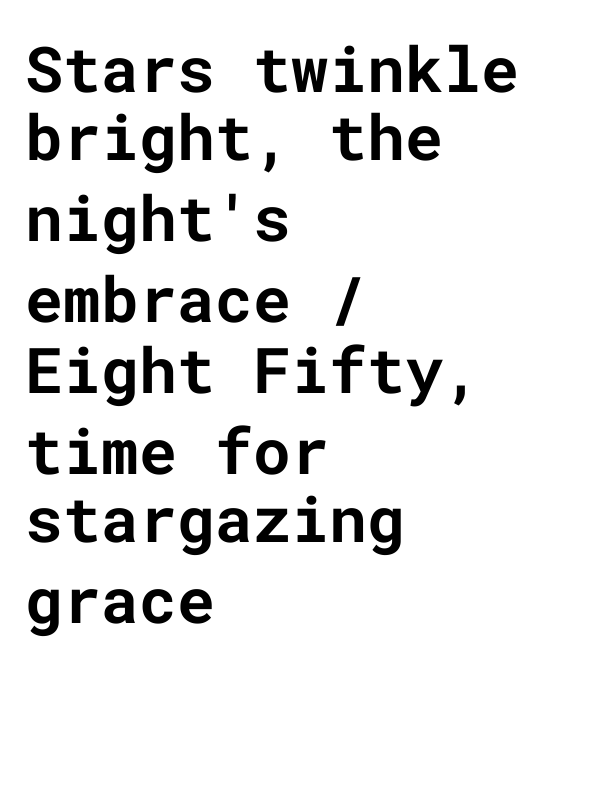 Stars twinkle
bright, the
night's
embrace /
Eight Fifty,
time for
stargazing
grace